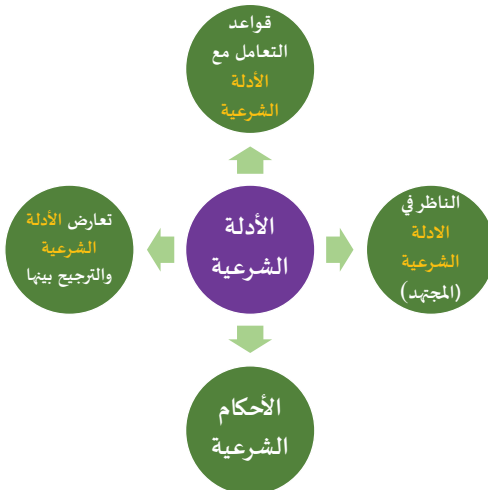 قواعد
التعامل مع
الأدلة
الشرعية
الناظر في
الادلة
الشرعية
(المجتهد)
الأدلة
الشرعية
تعارض الأدلة
الشرعية
والترجيح بينها
الأحكام
الشرعية